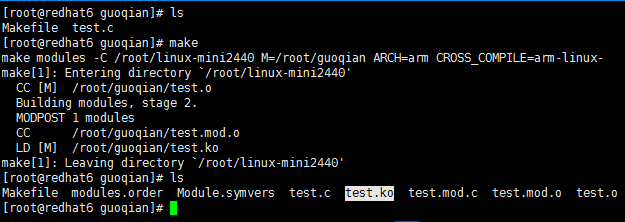 [root@redhat6 guoqian]# ls
Makefile  test.c
[root@redhat6 guoqian]# make
make modules -C /root/linux-mini2440 M=/root/guoqian ARCH=arm CROSS_COMPILE=arm-linux-
make[1]: Entering directory `/root/linux-mini2440'
  CC [M]  /root/guoqian/test.o
  Building modules, stage 2.
  MODPOST 1 modules
  CC      /root/guoqian/test.mod.o
  LD [M]  /root/guoqian/test.ko
make[1]: Leaving directory `/root/linux-mini2440'
[root@redhat6 guoqian]# ls
Makefile  modules.order  Module.symvers  test.c  test.ko  test.mod.c  test.mod.o  test.o
[root@redhat6 guoqian]#